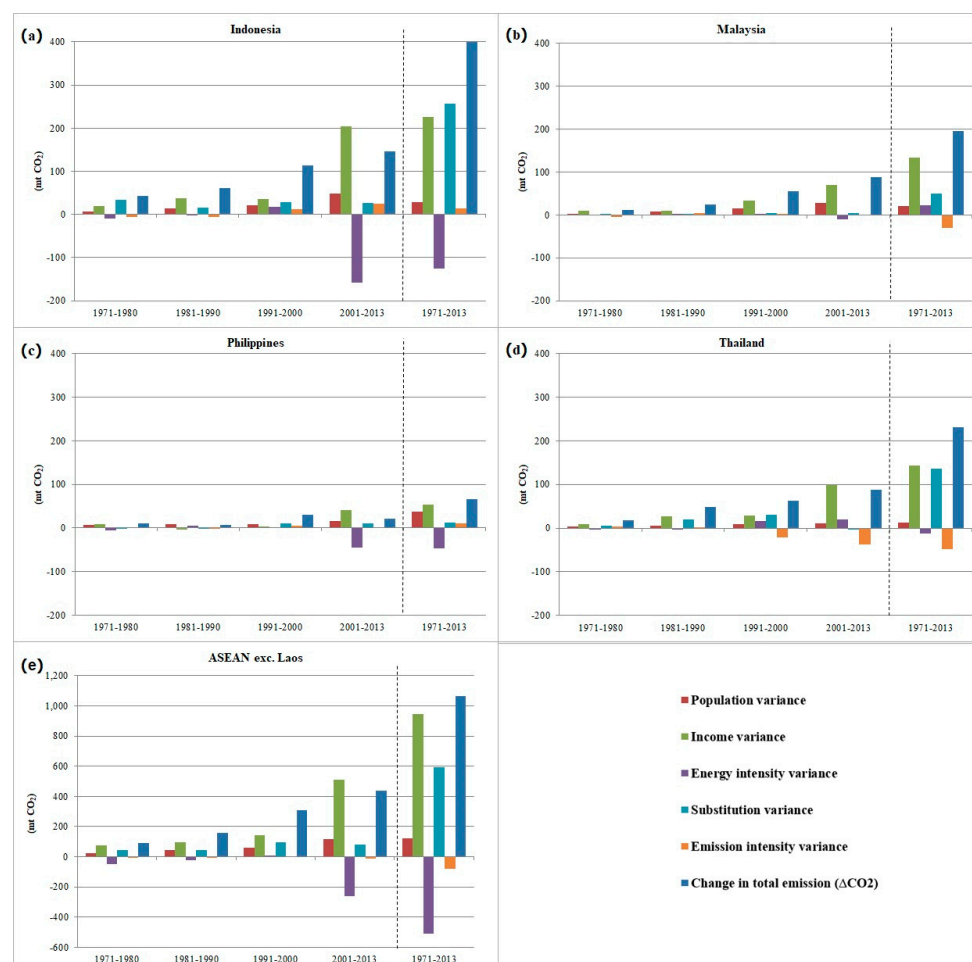 (a)
Indonesia
400
300
200
100
0
-100
-200
(mt CO₂)
1971-1980 1981-1990 1991-2000 2001-2013 1971-2013
(b)
Malaysia
400
300
200
100
0
-100
-200
(mt CO₂)
1971-1980 1981-1990 1991-2000 2001-2013 1971-2013
(c)
Philippines
400
300
200
100
0
-100
-200
(mt CO₂)
1971-1980 1981-1990 1991-2000 2001-2013 1971-2013
(d)
Thailand
400
300
200
100
0
-100
-200
(mt CO₂)
1971-1980 1981-1990 1991-2000 2001-2013 1971-2013
(e)
ASEAN exc. Laos
1,200
1,000
800
600
400
200
0
-200
-400
-600
(mt CO₂)
1971-1980 1981-1990 1991-2000 2001-2013 1971-2013
Population variance
Income variance
Energy intensity variance
Substitution variance
Emission intensity variance
Change in total emission (ΔCO2)